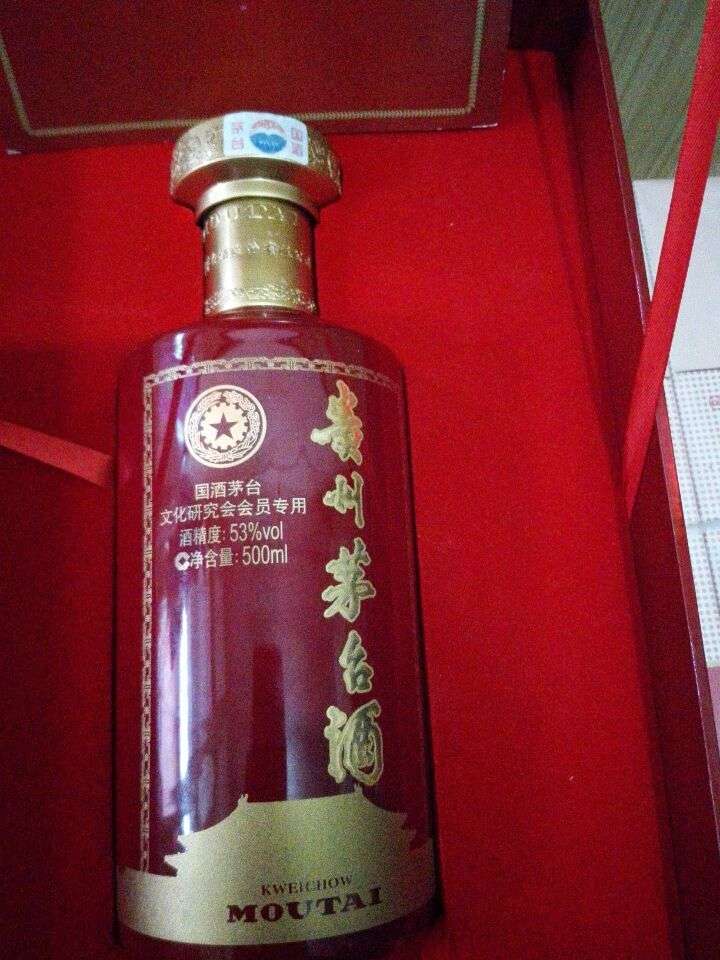 国酒
茅台
贵州茅台酒
国酒茅台
文化研究会会员专用
酒精度: 53%vol
净含量: 500ml
KWEICHOW
MOUTAI